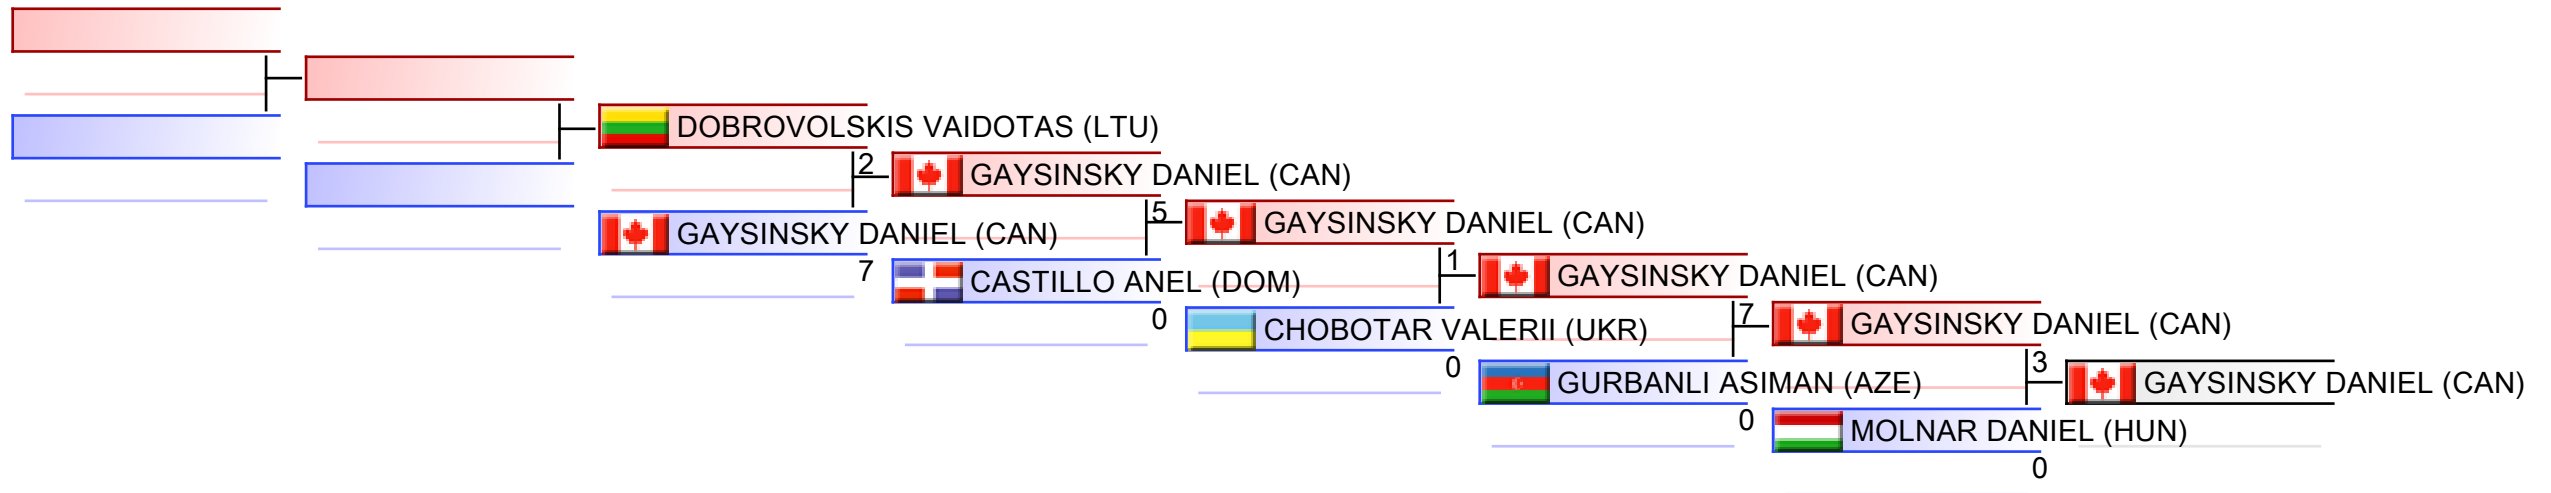 DOBROVOLSKIS VAIDOTAS (LTU)
2
GAYSINSKY DANIEL (CAN)
5
GAYSINSKY DANIEL (CAN)
GAYSINSKY DANIEL (CAN)
1
7
CASTILLO ANEL (DOM)
GAYSINSKY DANIEL (CAN)
0
CHOBOTAR VALERII (UKR)
7
GAYSINSKY DANIEL (CAN)
0
GURBANLI ASIMAN (AZE)
3
GAYSINSKY DANIEL (CAN)
0
MOLNAR DANIEL (HUN)
0